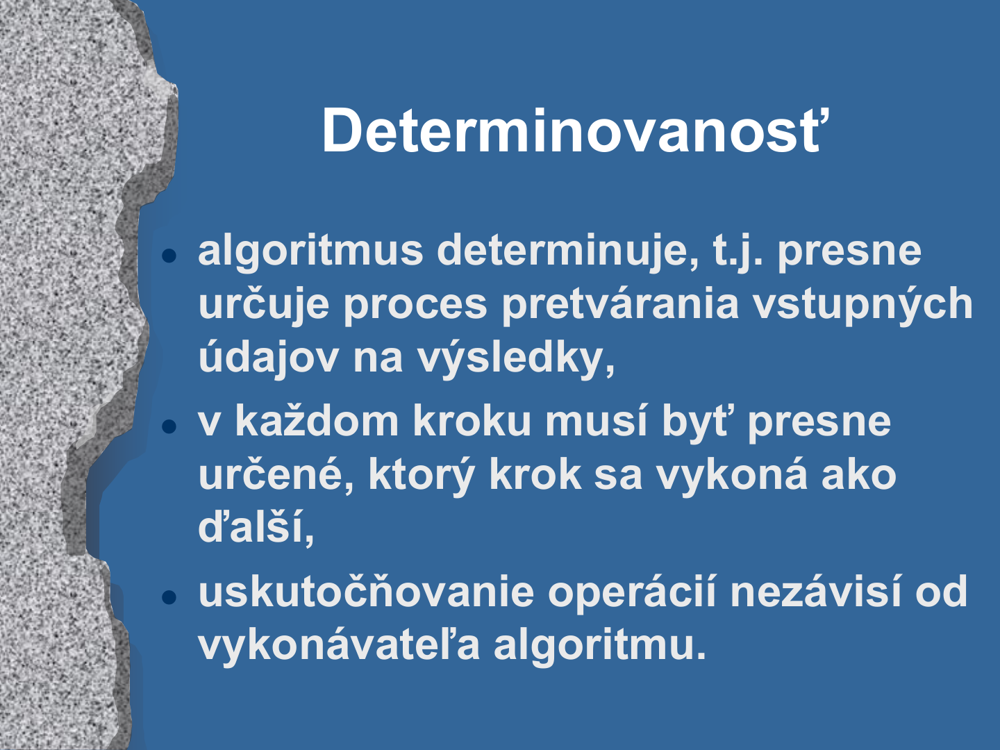 Determinovanosť
algoritmus determinuje, t.j. presne
určuje proces pretvárania vstupných
údajov na výsledky,
v každom kroku musí byť presne
určené, ktorý krok sa vykoná ako
ďalší,
uskutočňovanie operácií nezávisí od
vykonávateľa algoritmu.